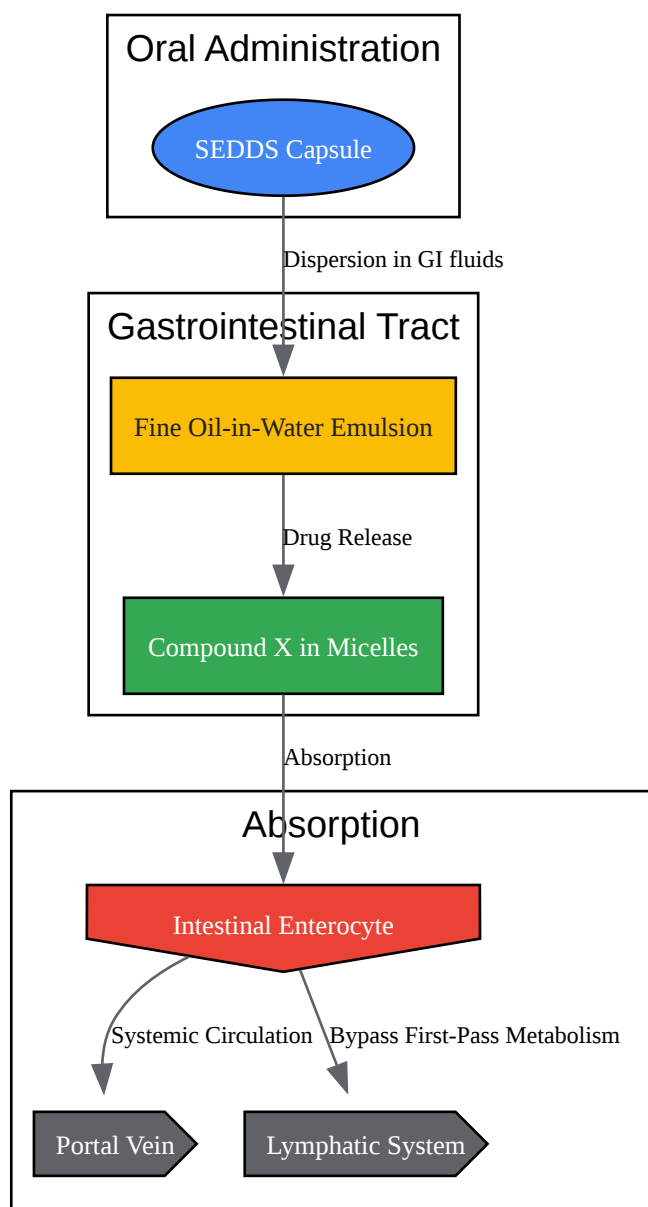 Oral Administration
SEDDS Capsule
Dispersion in GI fluids
Gastrointestinal Tract
Fine Oil-in-Water Emulsion
Drug Release
Compound X in Micelles
Absorption
Absorption
Intestinal Enterocyte
Systemic Circulation
Bypass First-Pass Metabolism
Portal Vein
Lymphatic System